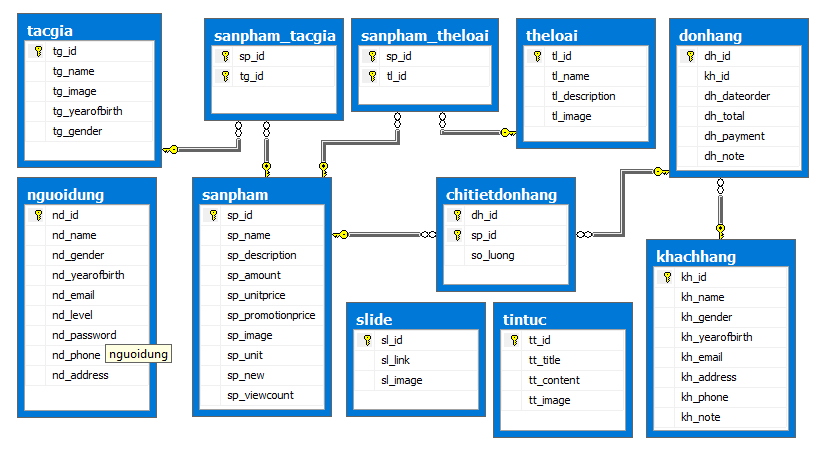 tacgia
tg_id
tg_name
tg_image
tg_yearofbirth
tg_gender
sanpham_tacgia
sp_id
tg_id
sanpham_theloai
sp_id
tl_id
theloai
tl_id
tl_name
tl_description
tl_image
donhang
dh_id
kh_id
dh_dateorder
dh_total
dh_payment
dh_note
nguoidung
nd_id
nd_name
nd_gender
nd_yearofbirth
nd_email
nd_level
nd_password
nd_phone
nguoidung
nd_address
sanpham
sp_id
sp_name
sp_description
sp_amount
sp_unitprice
sp_promotionprice
sp_image
sp_unit
sp_new
sp_viewcount
chitietdonhang
dh_id
sp_id
so_luong
slide
sl_id
sl_link
sl_image
tintuc
tt_id
tt_title
tt_content
tt_image
khachhang
kh_id
kh_name
kh_gender
kh_yearofbirth
kh_email
kh_address
kh_phone
kh_note